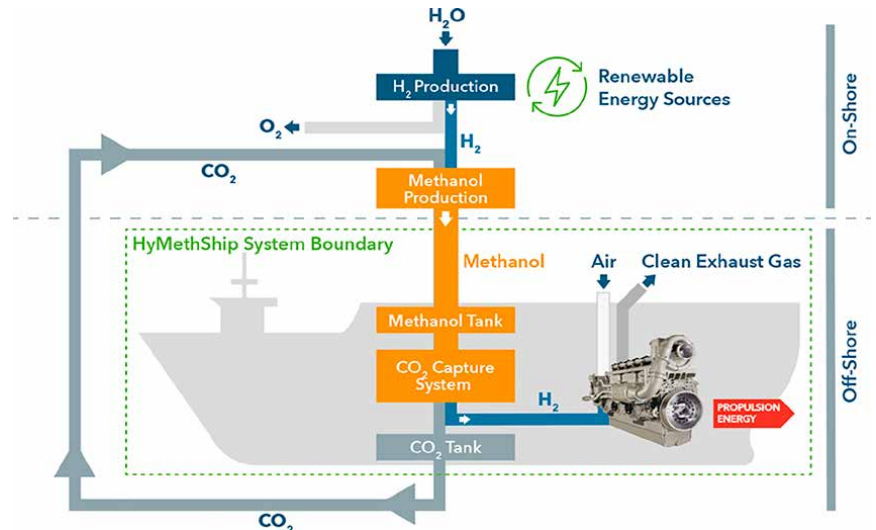 H₂O
H₂ Production
Renewable
Energy Sources
O₂
H₂
CO₂
Methanol
Production
On-Shore
HyMethShip System Boundary
Methanol
Air
Clean Exhaust Gas
Methanol Tank
CO₂ Capture
System
H₂
PROPULSION
ENERGY
CO₂ Tank
Off-Shore
CO₂